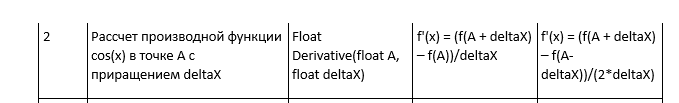 2
Рассчет производной функции
cos(x) в точке A с
приращением deltaX
Float
Derivative(float A,
float deltaX)
f'(x) = (f(A + deltaX)
– f(A))/deltaX
f'(x) = (f(A + deltaX)
– f(A-
deltaX))/(2*deltaX)